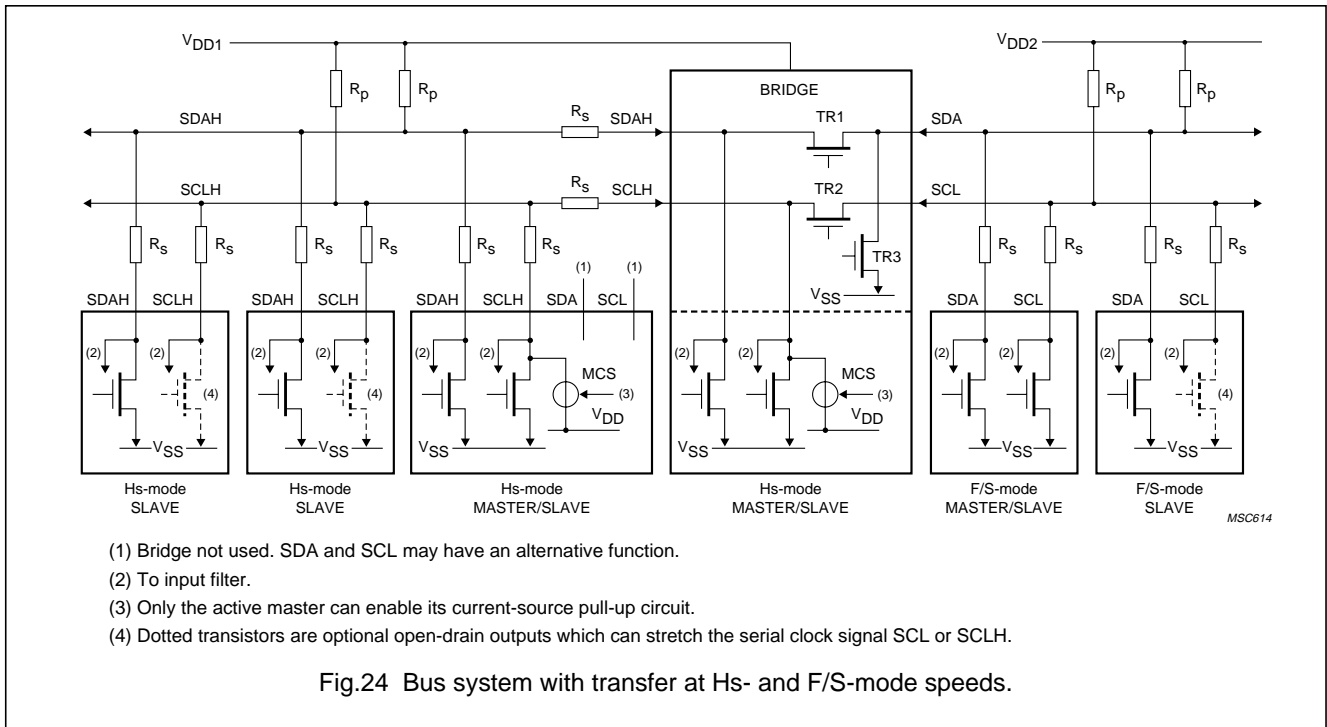 VDD1
VDD2
Rp Rp BRIDGE Rp Rp
SDAH Rs SDAH TR1 SDA
SCLH Rs SCLH TR2 SCL
Rs Rs Rs Rs Rs Rs TR3 Rs Rs Rs Rs
(1) (1)
VSS
SDAH SCLH SDAH SCLH SDAH SCLH SDA SCL SDA SCL SDA SCL
(2) (2) (2) (2) (2) (2) (2) (2) (2) (2) (2) (2)
MCS MCS
(4) (4) (3) (3) (4)
VDD VDD
VSS VSS VSS VSS VSS VSS
Hs-mode Hs-mode Hs-mode Hs-mode F/S-mode F/S-mode
SLAVE SLAVE MASTER/SLAVE MASTER/SLAVE MASTER/SLAVE SLAVE
MSC614
(1) Bridge not used. SDA and SCL may have an alternative function.
(2) To input filter.
(3) Only the active master can enable its current-source pull-up circuit.
(4) Dotted transistors are optional open-drain outputs which can stretch the serial clock signal SCL or SCLH.
Fig.24 Bus system with transfer at Hs- and F/S-mode speeds.